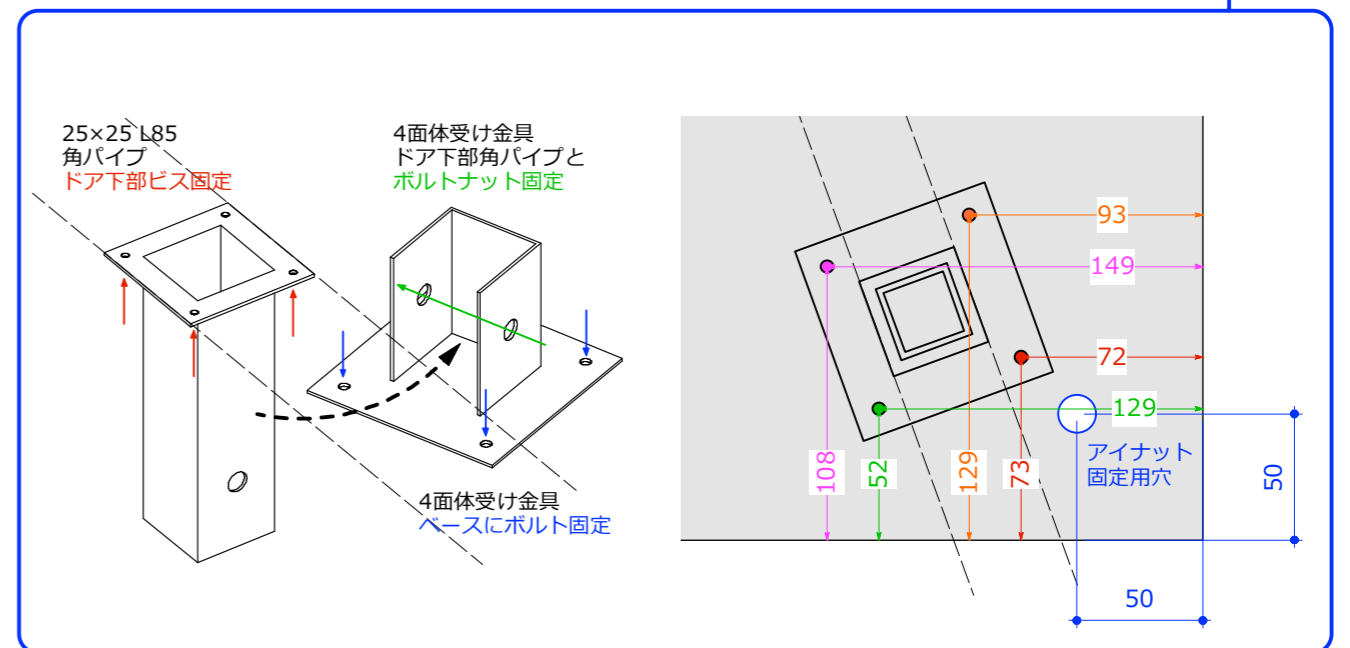 25×25 L85
角パイプ
ドア下部ビス固定
4面体受け金具
ドア下部角パイプと
ボルトナット固定
4面体受け金具
ベースにボルト固定
93
149
72
129
108
52
129
73
アイナット
固定用穴
50
50